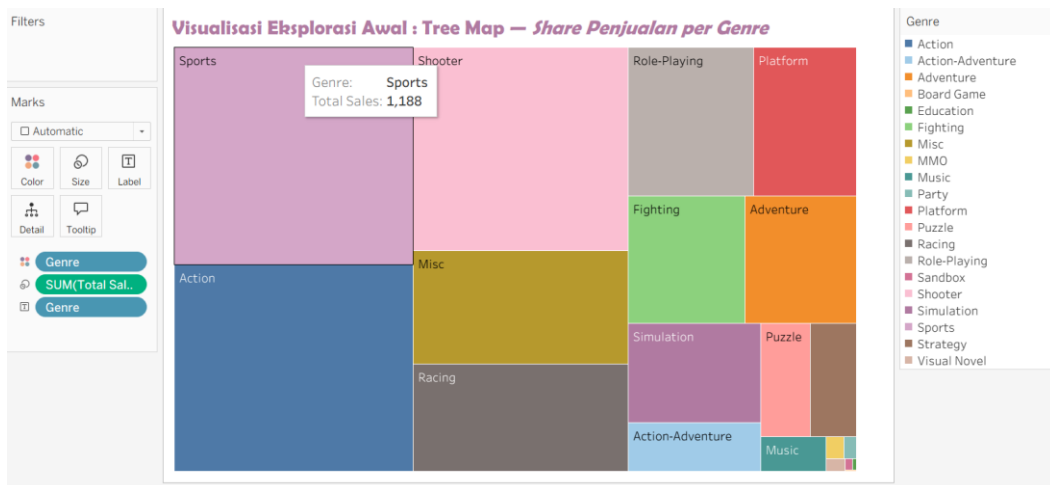 Filters
Marks
Automatic
Color
Size
Label
Detail
Tooltip
Genre
SUM(Total Sal..
Genre
Visualisasi Eksplorasi Awal : Tree Map — Share Penjualan per Genre
Sports
Genre: Sports
Total Sales: 1,188
Shooter
Role-Playing
Platform
Fighting
Adventure
Action
Misc
Simulation
Puzzle
Racing
Action-Adventure
Music
Genre
Action
Action-Adventure
Adventure
Board Game
Education
Fighting
Misc
MMO
Music
Party
Platform
Puzzle
Racing
Role-Playing
Sandbox
Shooter
Simulation
Sports
Strategy
Visual Novel